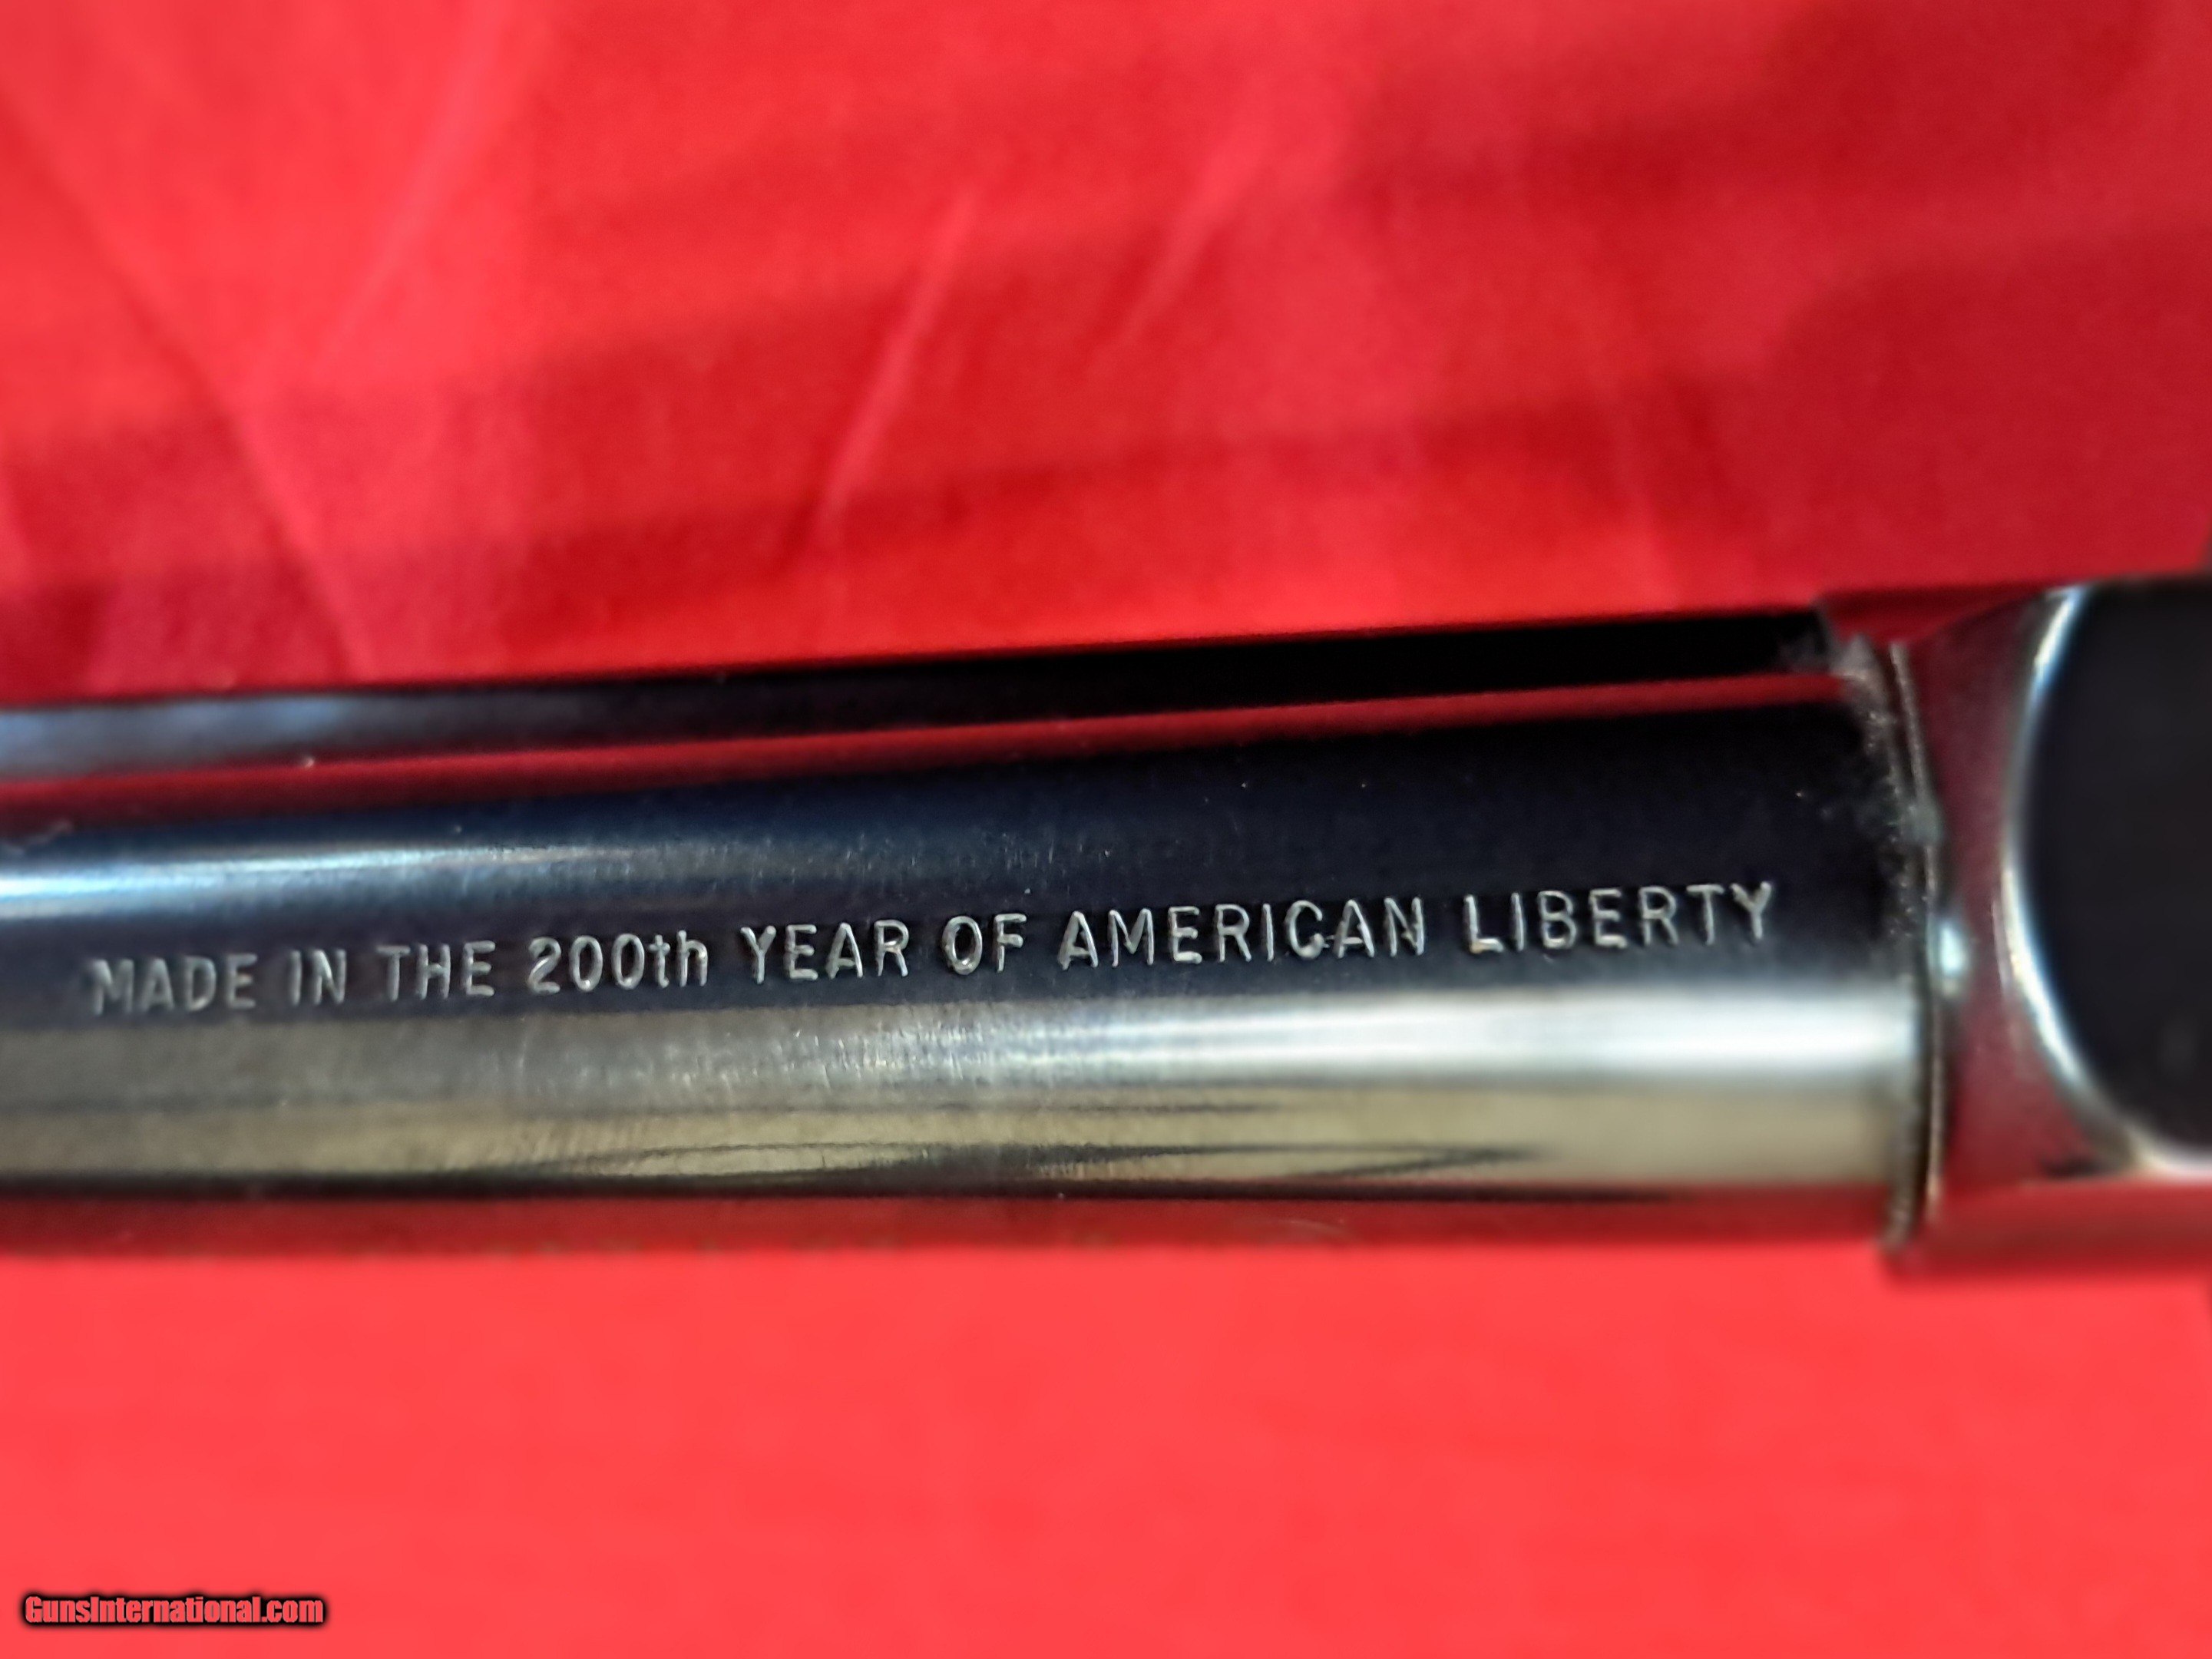 MADE IN THE 200th YEAR OF AMERICAN LIBERTY
GunsInternational.com